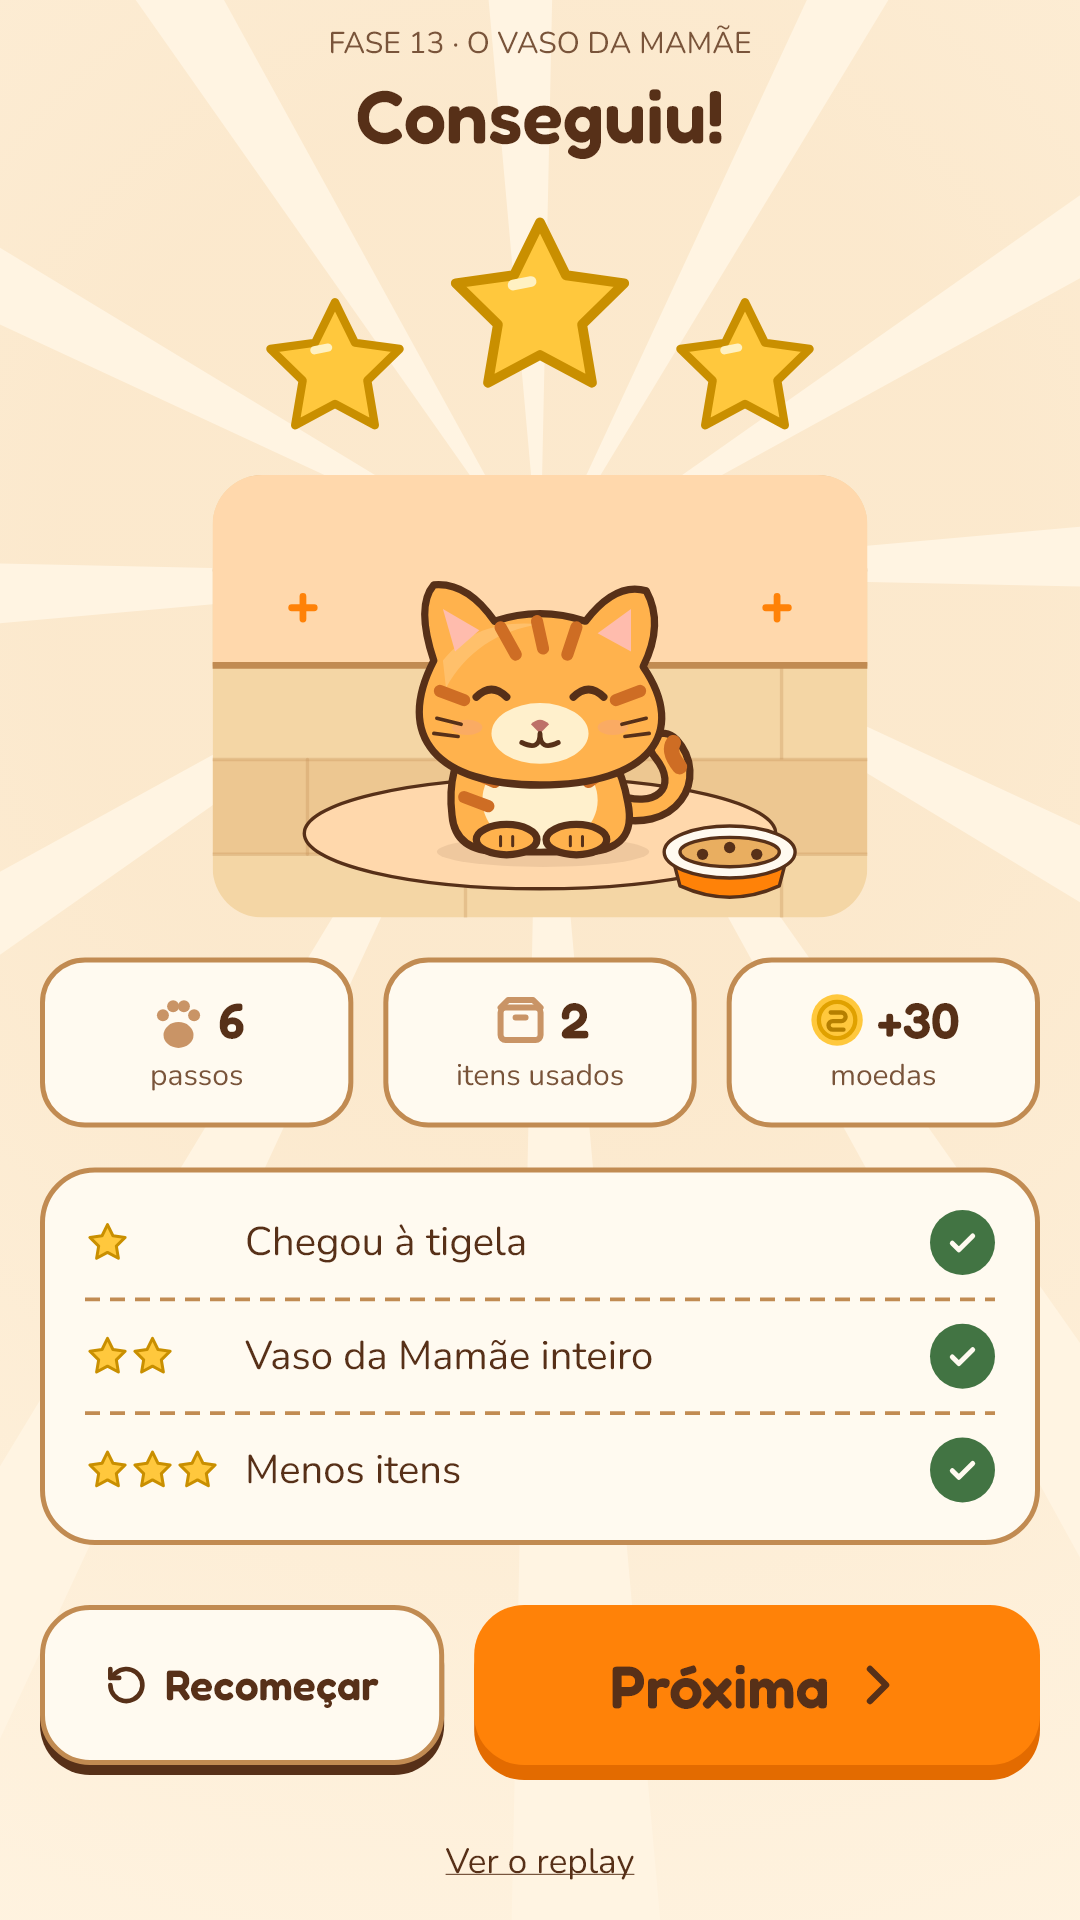 FASE 13 · O VASO DA MAMÃE
Conseguiu!
6
passos
2
itens usados
+30
moedas
Chegou à tigela
Vaso da Mamãe inteiro
Menos itens
Recomeçar
Próxima
Ver o replay